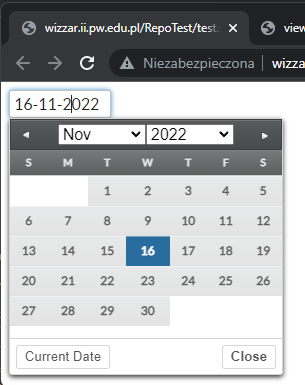 wizzar.ii.pw.edu.pl/RepoTest/test view
Niezabezpieczona wizza
16-11-2022
Nov 2022
S M T W T F S
1 2 3 4 5
6 7 8 9 10 11 12
13 14 15 16 17 18 19
20 21 22 23 24 25 26
27 28 29 30
Current Date Close